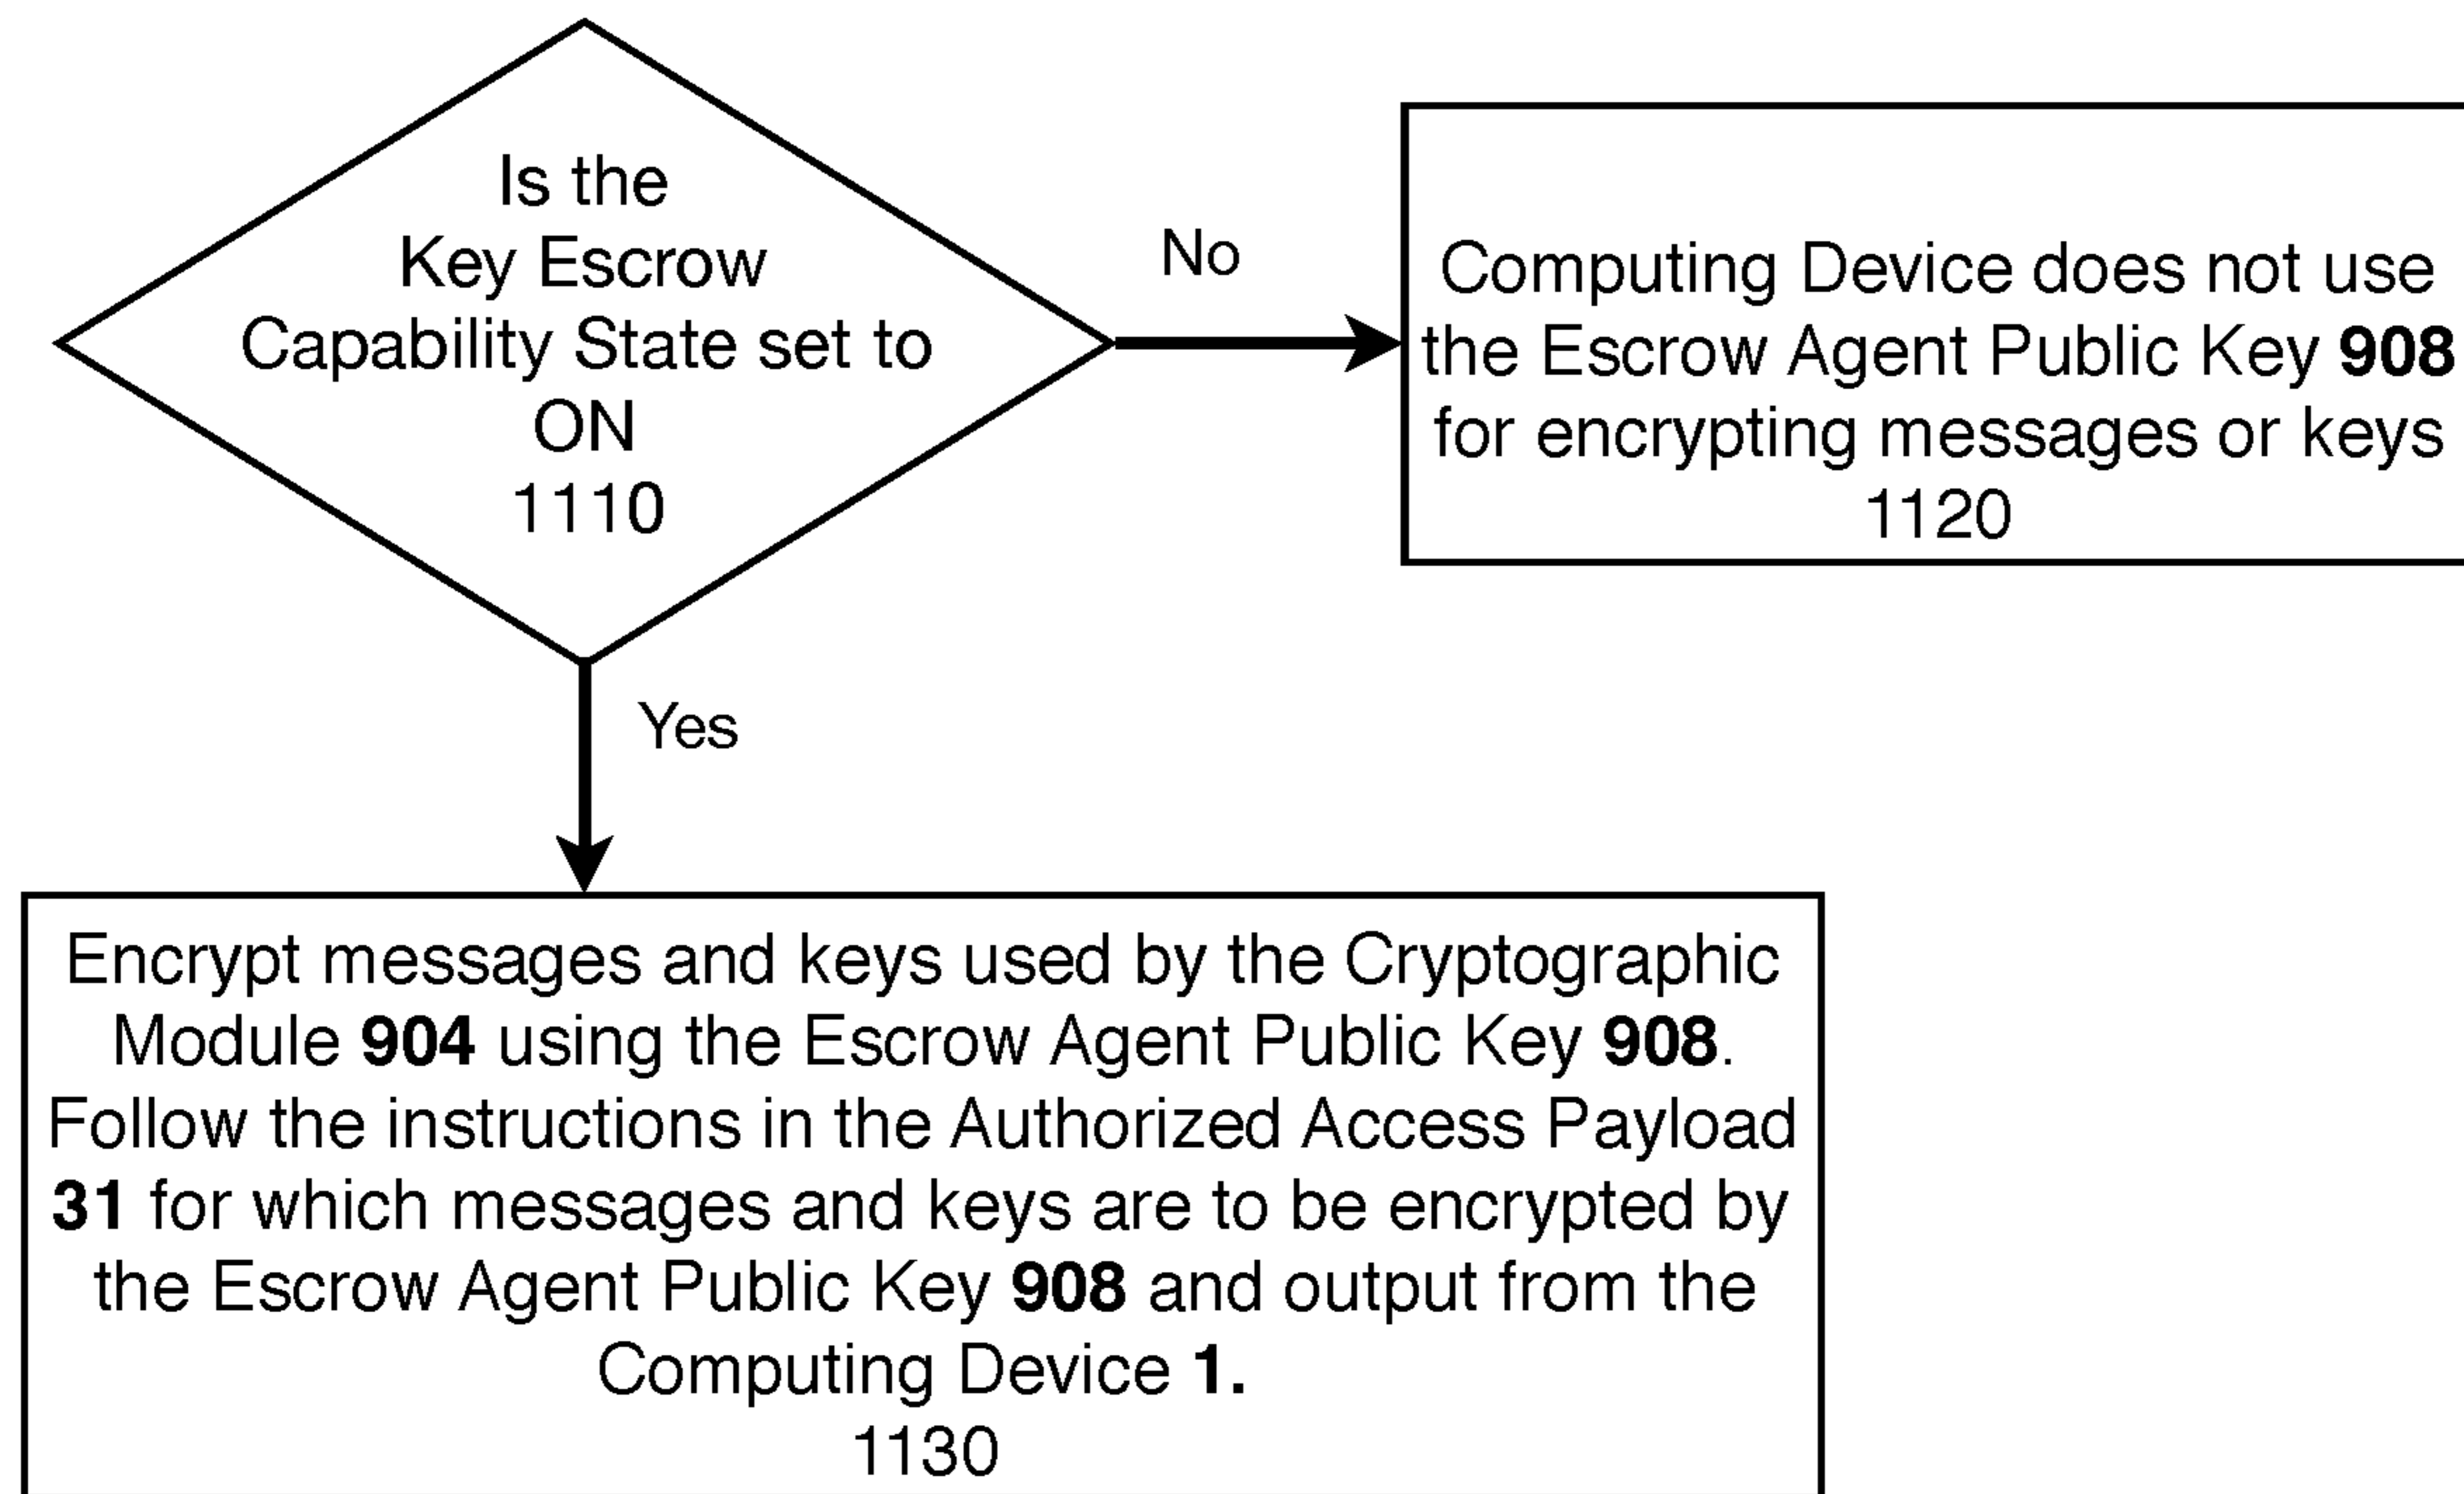 Is the
Key Escrow
Capability State set to
ON
1110
No
Computing Device does not use
the Escrow Agent Public Key 908
for encrypting messages or keys
1120
Yes
Encrypt messages and keys used by the Cryptographic
Module 904 using the Escrow Agent Public Key 908.
Follow the instructions in the Authorized Access Payload
31 for which messages and keys are to be encrypted by
the Escrow Agent Public Key 908 and output from the
Computing Device 1.
1130